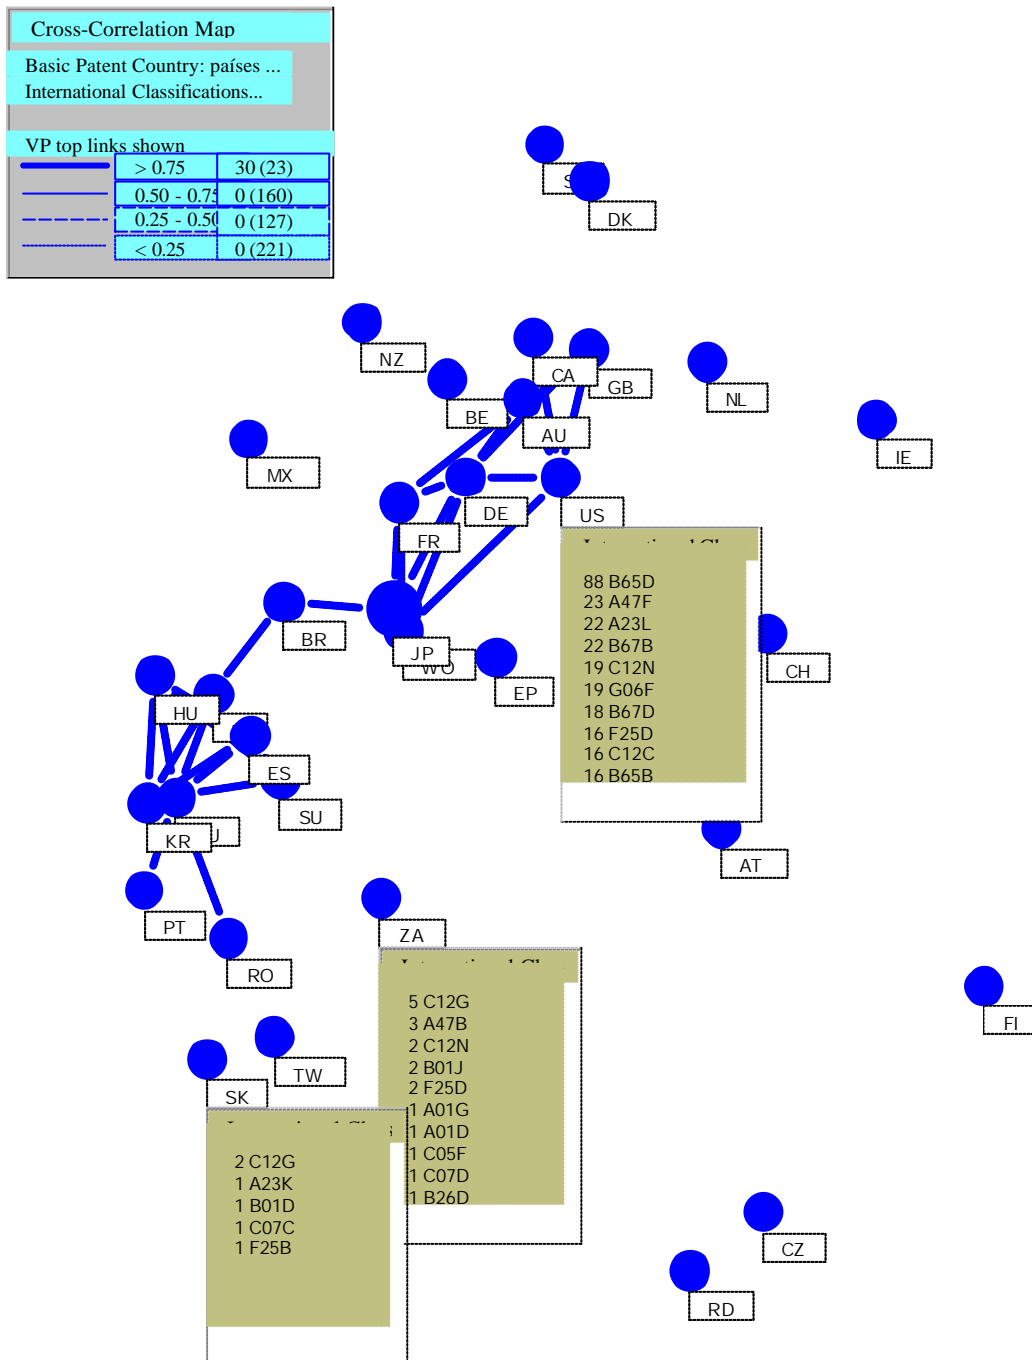 Cross-Correlation Map
Basic Patent Country: países ...
International Classifications...
VP top links shown
> 0.75 30 (23)
0.50 - 0.75 0 (160)
0.25 - 0.50 0 (127)
< 0.25 0 (221)
DK
NZ
CA
GB
BE
NL
AU
IE
MX
DE
US
FR
BR
JP
WO
EP
CH
HU
ES
SU
KR
AT
PT
RO
ZA
FI
TW
SK
CZ
RD
88 B65D
23 A47F
22 A23L
22 B67B
19 C12N
19 G06F
18 B67D
16 F25D
16 C12C
16 B65B
5 C12G
3 A47B
2 C12N
2 B01J
2 F25D
1 A01G
1 A01D
1 C05F
1 C07D
1 B26D
2 C12G
1 A23K
1 B01D
1 C07C
1 F25B